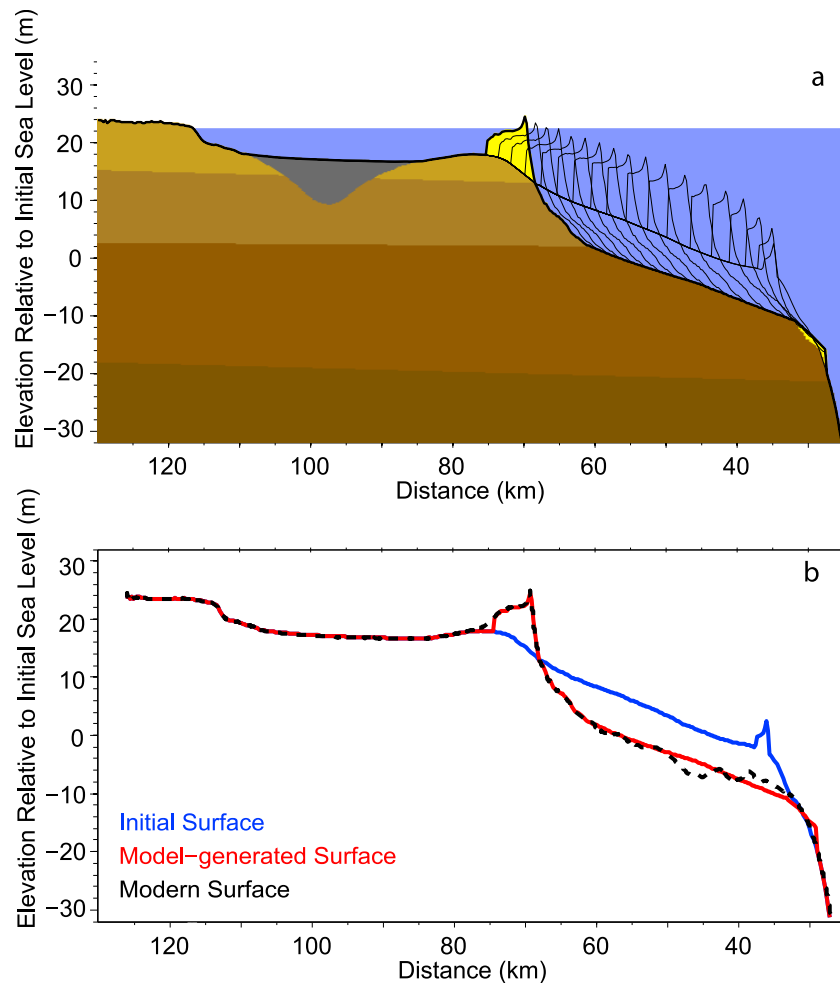 a
Elevation Relative to Initial Sea Level (m)
30
20
10
0
−10
−20
−30
120
100
80
60
40
Distance (km)
b
Elevation Relative to Initial Sea Level (m)
30
20
10
0
−10
−20
−30
Initial Surface
Model−generated Surface
Modern Surface
120
100
80
60
40
Distance (km)